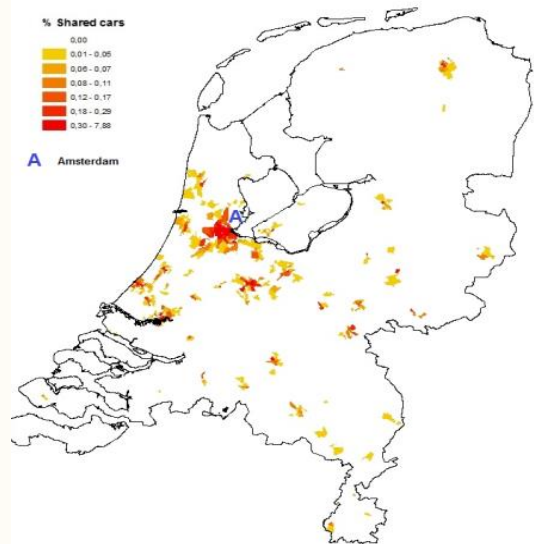 % Shared cars
0,00
0,01 - 0,05
0,06 - 0,07
0,08 - 0,11
0,12 - 0,17
0,18 - 0,29
0,30 - 7,88
A Amsterdam
A